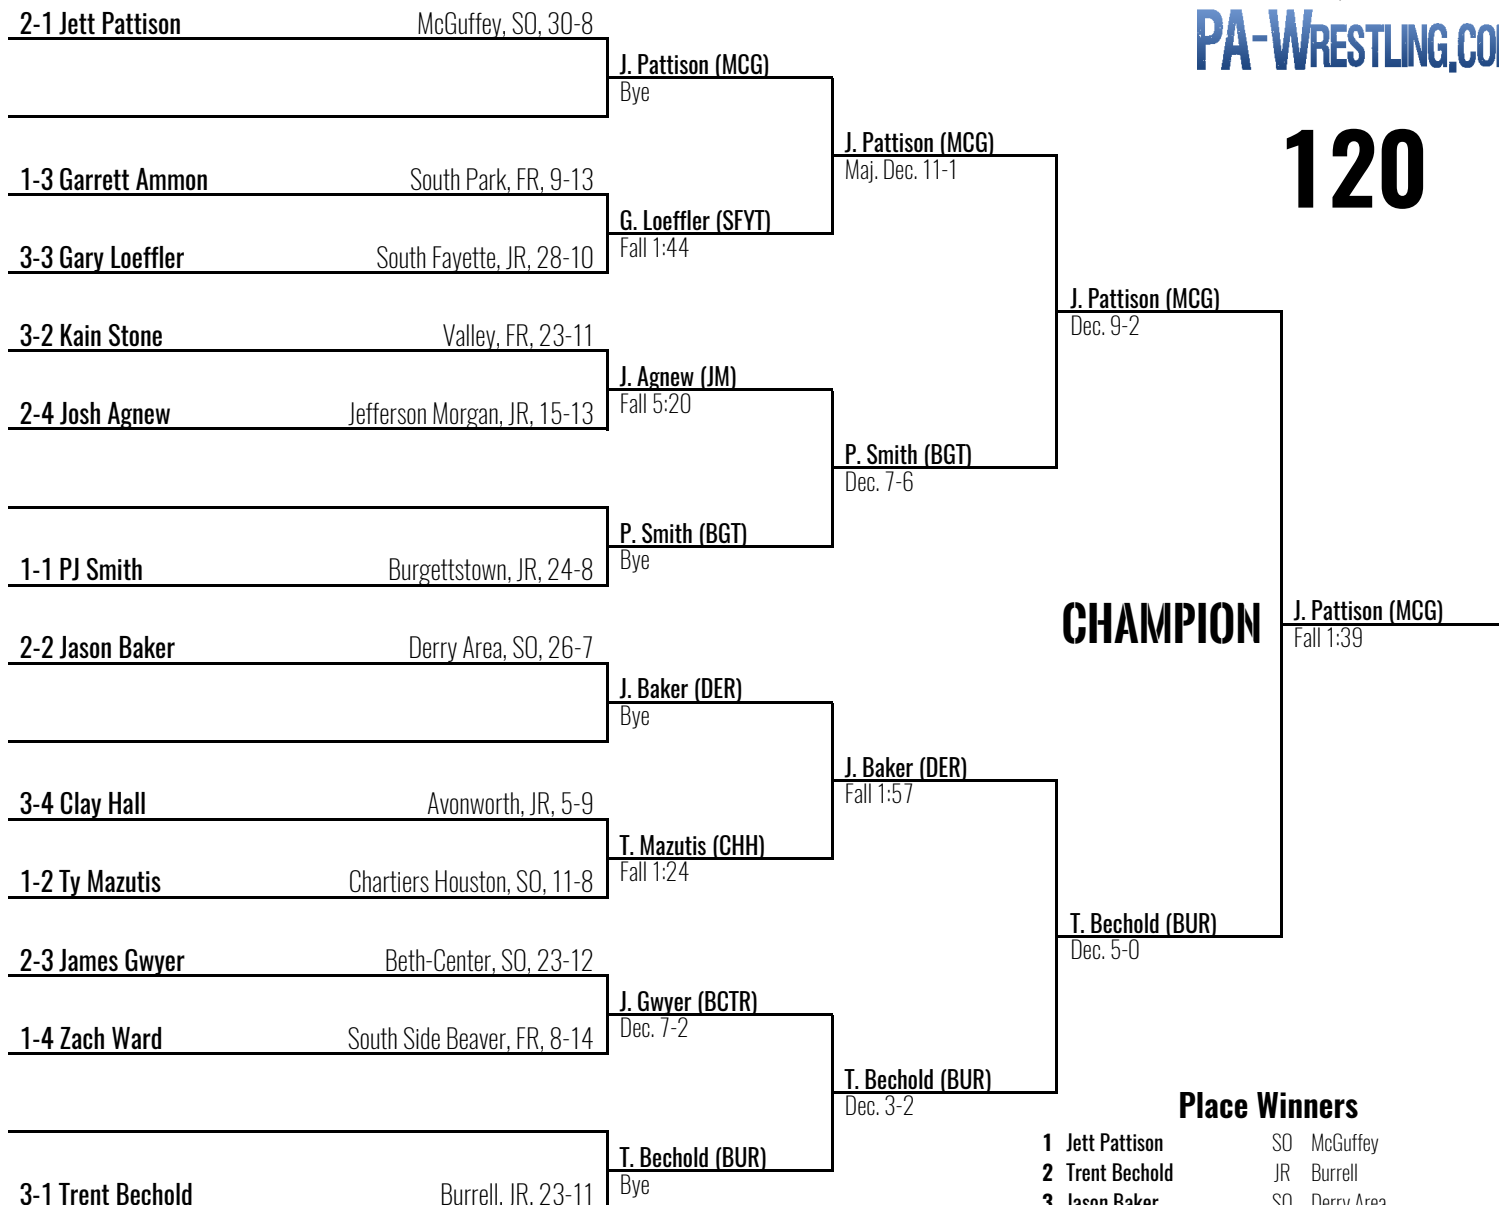 PA-WRESTLING.CO
120
2-1 Jett Pattison McGuffey, SO, 30-8
J. Pattison (MCG)
Bye
J. Pattison (MCG)
Maj. Dec. 11-1
1-3 Garrett Ammon South Park, FR, 9-13
G. Loeffler (SFYT)
Fall 1:44
3-3 Gary Loeffler South Fayette, JR, 28-10
J. Pattison (MCG)
Dec. 9-2
3-2 Kain Stone Valley, FR, 23-11
J. Agnew (JM)
Fall 5:20
2-4 Josh Agnew Jefferson Morgan, JR, 15-13
P. Smith (BGT)
Dec. 7-6
P. Smith (BGT)
Bye
1-1 PJ Smith Burgettstown, JR, 24-8
CHAMPION
J. Pattison (MCG)
Fall 1:39
2-2 Jason Baker Derry Area, SO, 26-7
J. Baker (DER)
Bye
J. Baker (DER)
Fall 1:57
3-4 Clay Hall Avonworth, JR, 5-9
T. Mazutis (CHH)
Fall 1:24
1-2 Ty Mazutis Chartiers Houston, SO, 11-8
T. Bechold (BUR)
Dec. 5-0
2-3 James Gwyer Beth-Center, SO, 23-12
J. Gwyer (BCTR)
Dec. 7-2
1-4 Zach Ward South Side Beaver, FR, 8-14
T. Bechold (BUR)
Dec. 3-2
T. Bechold (BUR)
Bye
3-1 Trent Bechold Burrell, JR, 23-11
Place Winners
1 Jett Pattison SO McGuffey
2 Trent Bechold JR Burrell
3 Jason Baker SO Derry Area